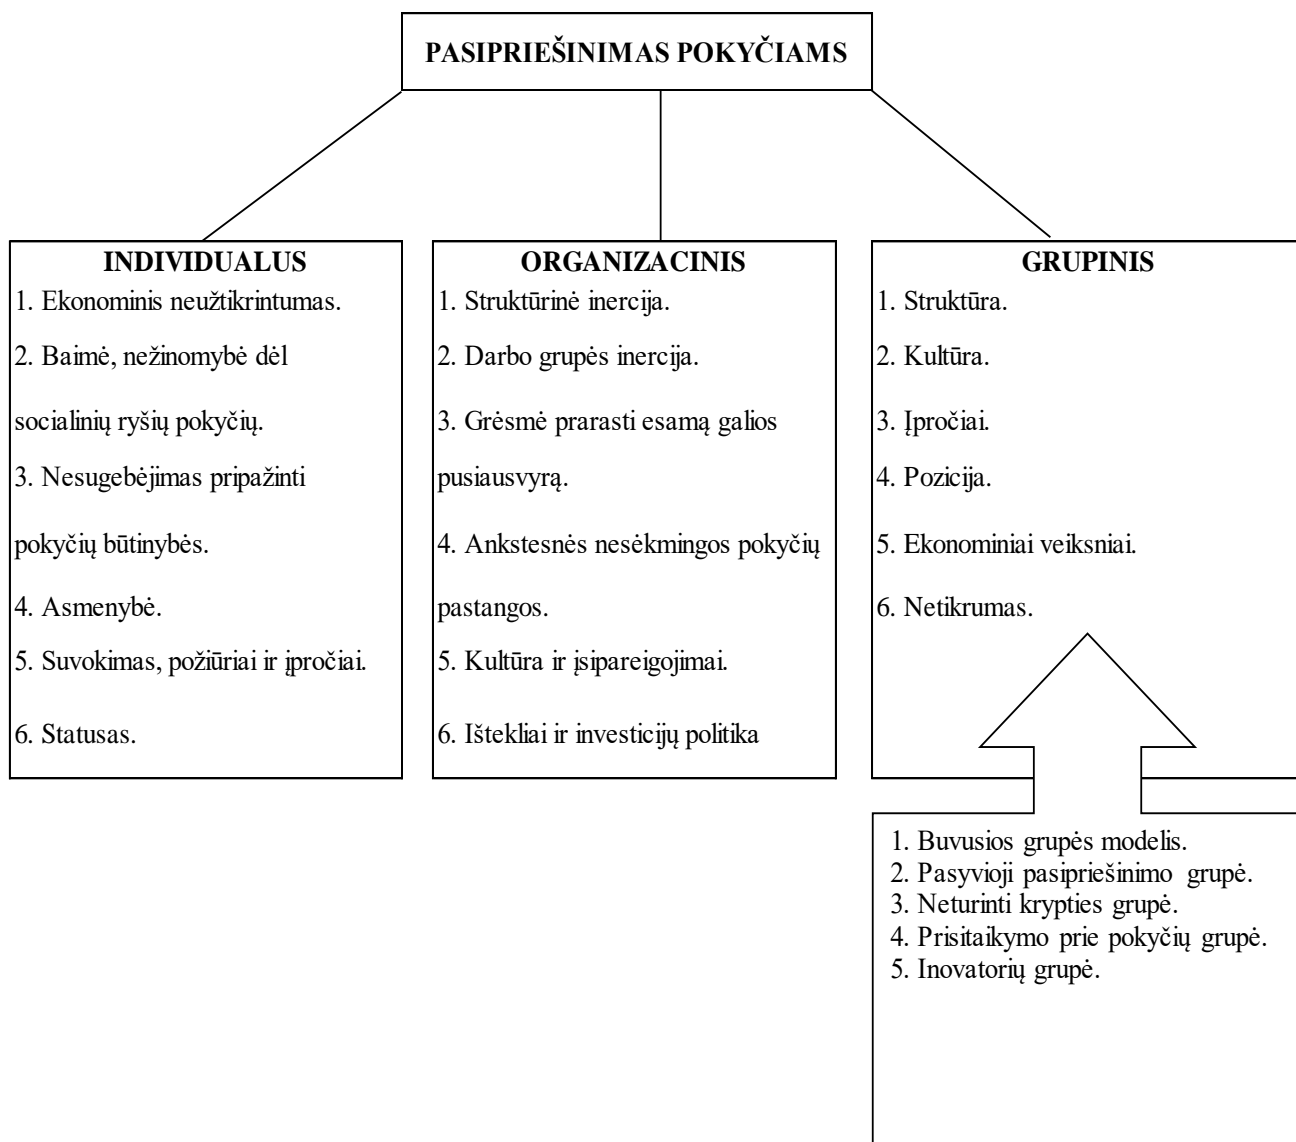 PASIPRIEŠINIMAS POKYČIAMS
INDIVIDUALUS
1. Ekonominis neužtikrintumas.
2. Baimė, nežinomybė dėl
socialinių ryšių pokyčių.
3. Nesugebėjimas pripažinti
pokyčių būtinybės.
4. Asmenybė.
5. Suvokimas, požiūriai ir įpročiai.
6. Statusas.
ORGANIZACINIS
1. Struktūrinė inercija.
2. Darbo grupės inercija.
3. Grėsmė prarasti esamą galios
pusiausvyrą.
4. Ankstesnės nesėkmingos pokyčių
pastangos.
5. Kultūra ir įsipareigojimai.
6. Ištekliai ir investicijų politika
GRUPINIS
1. Struktūra.
2. Kultūra.
3. Įpročiai.
4. Pozicija.
5. Ekonominiai veiksniai.
6. Netikrumas.
1. Buvusios grupės modelis.
2. Pasyvioji pasipriešinimo grupė.
3. Neturinti krypties grupė.
4. Prisitaikymo prie pokyčių grupė.
5. Inovatorių grupė.